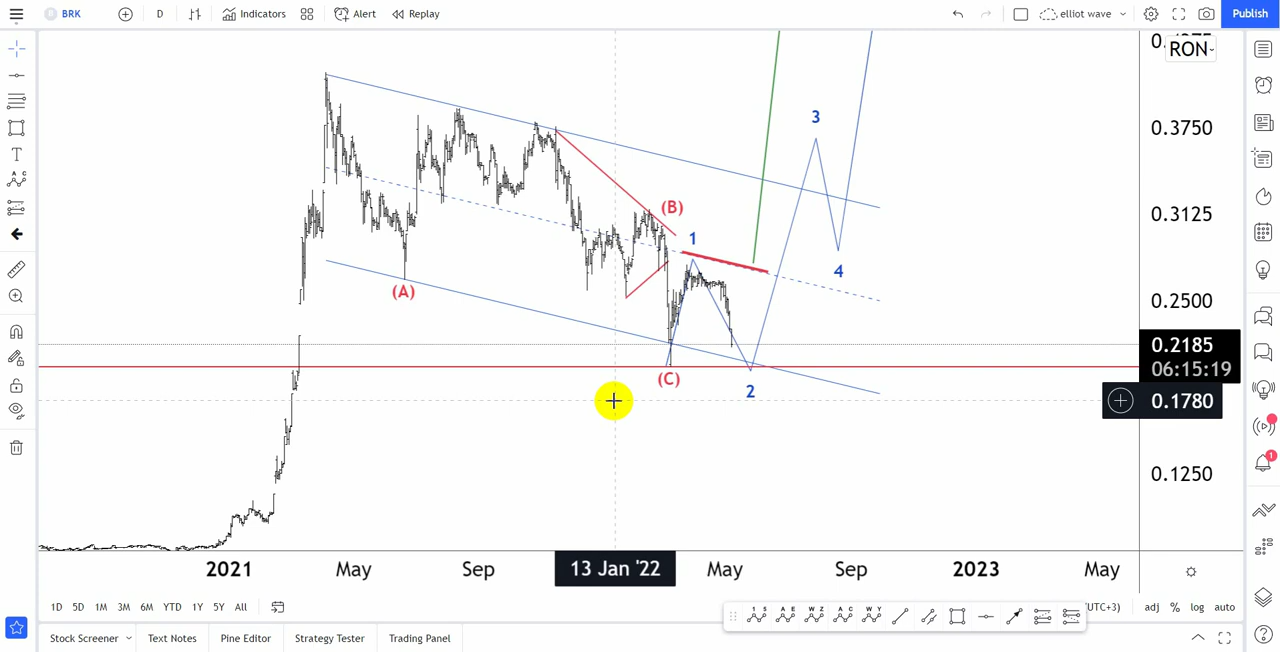 BRK
D
Indicators
Alert
Replay
elliot wave
Publish
RON
0.3750
0.3125
0.2500
0.2185
06:15:19
0.1780
0.1250
(A)
(B)
(C)
1
2
3
4
2021
May
Sep
13 Jan '22
May
Sep
2023
May
1D 5D 1M 3M 6M YTD 1Y 5Y All
UTC+3)
adj % log auto
Stock Screener
Text Notes
Pine Editor
Strategy Tester
Trading Panel